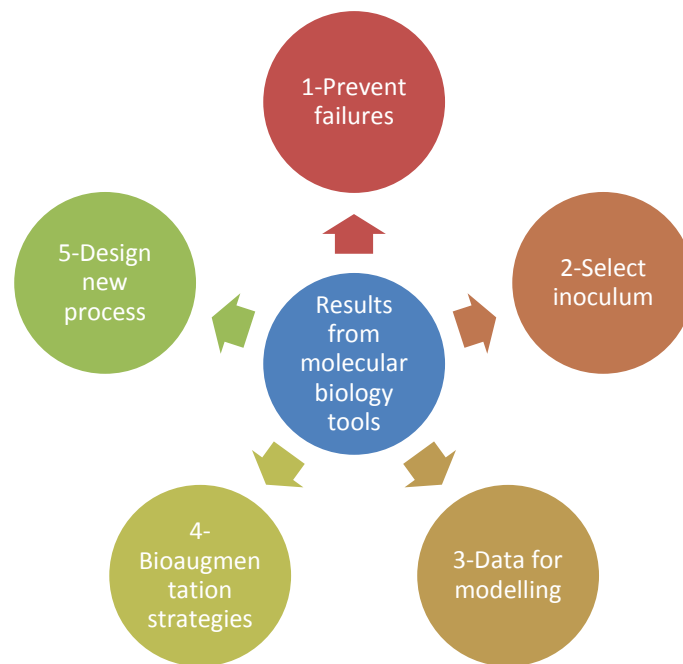 1-Prevent
failures
2-Select
inoculum
3-Data for
modelling
4-
Bioaugmen
tation
strategies
5-Design
new
process
Results
from
molecular
biology
tools